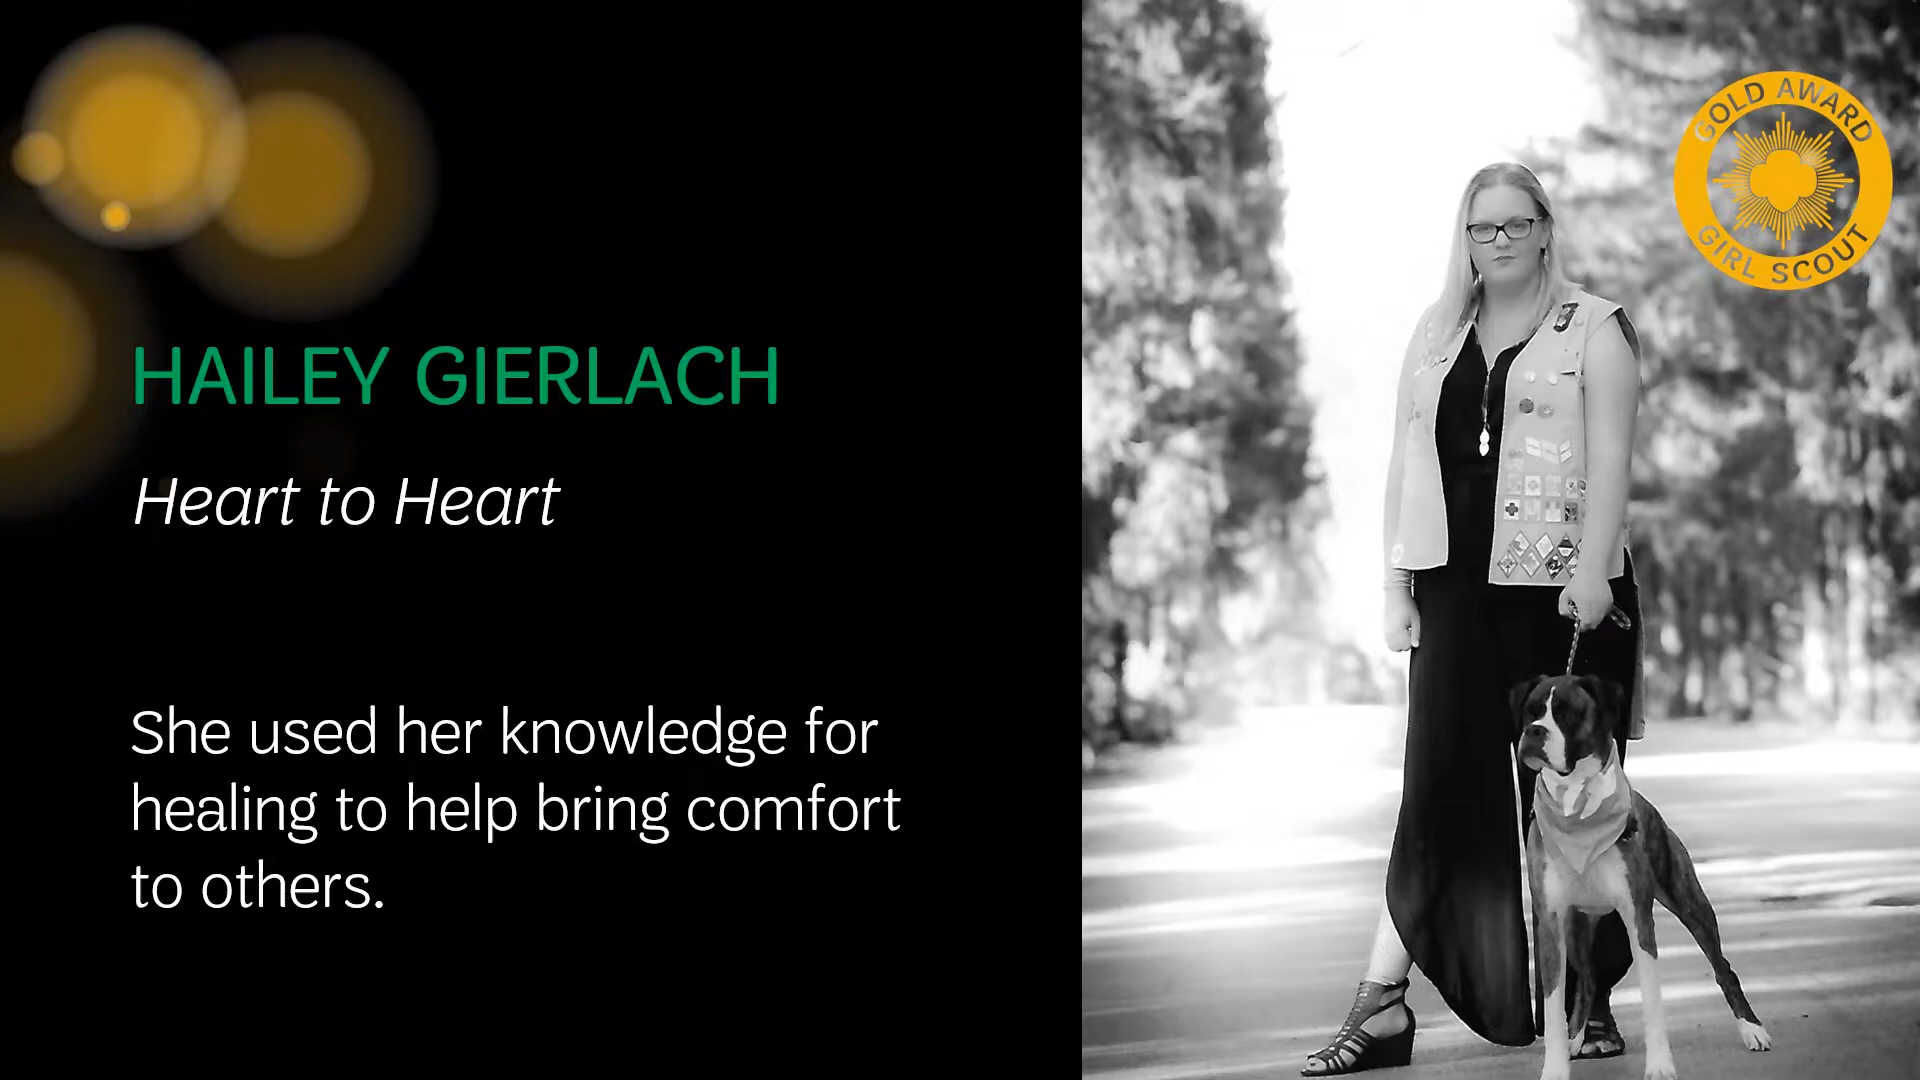 HAILEY GIERLACH
Heart to Heart
She used her knowledge for
healing to help bring comfort
to others.
GOLD AWARD
GIRL SCOUT